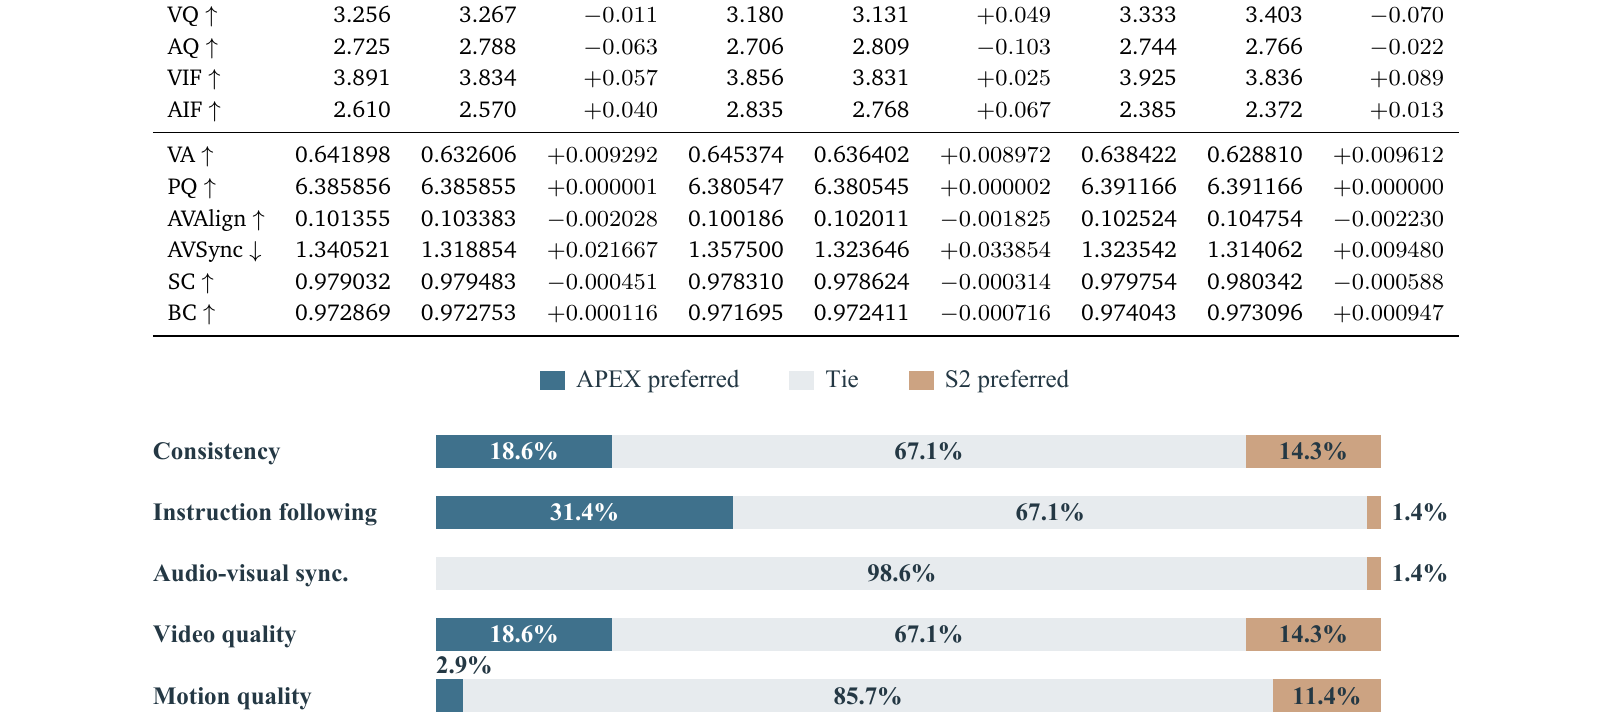 VQ ↑ 3.256 3.267 −0.011 3.180 3.131 +0.049 3.333 3.403 −0.070
AQ ↑ 2.725 2.788 −0.063 2.706 2.809 −0.103 2.744 2.766 −0.022
VIF ↑ 3.891 3.834 +0.057 3.856 3.831 +0.025 3.925 3.836 +0.089
AIF ↑ 2.610 2.570 +0.040 2.835 2.768 +0.067 2.385 2.372 +0.013
VA ↑ 0.641898 0.632606 +0.009292 0.645374 0.636402 +0.008972 0.638422 0.628810 +0.009612
PQ ↑ 6.385856 6.385855 +0.000001 6.380547 6.380545 +0.000002 6.391166 6.391166 +0.000000
AVAlign ↑ 0.101355 0.103383 −0.002028 0.100186 0.102011 −0.001825 0.102524 0.104754 −0.002230
AVSync ↓ 1.340521 1.318854 +0.021667 1.357500 1.323646 +0.033854 1.323542 1.314062 +0.009480
SC ↑ 0.979032 0.979483 −0.000451 0.978310 0.978624 −0.000314 0.979754 0.980342 −0.000588
BC ↑ 0.972869 0.972753 +0.000116 0.971695 0.972411 −0.000716 0.974043 0.973096 +0.000947
APEX preferred Tie S2 preferred
Consistency 18.6% 67.1% 14.3%
Instruction following 31.4% 67.1% 1.4%
Audio-visual sync. 98.6% 1.4%
Video quality 18.6% 67.1% 14.3%
2.9%
Motion quality 85.7% 11.4%